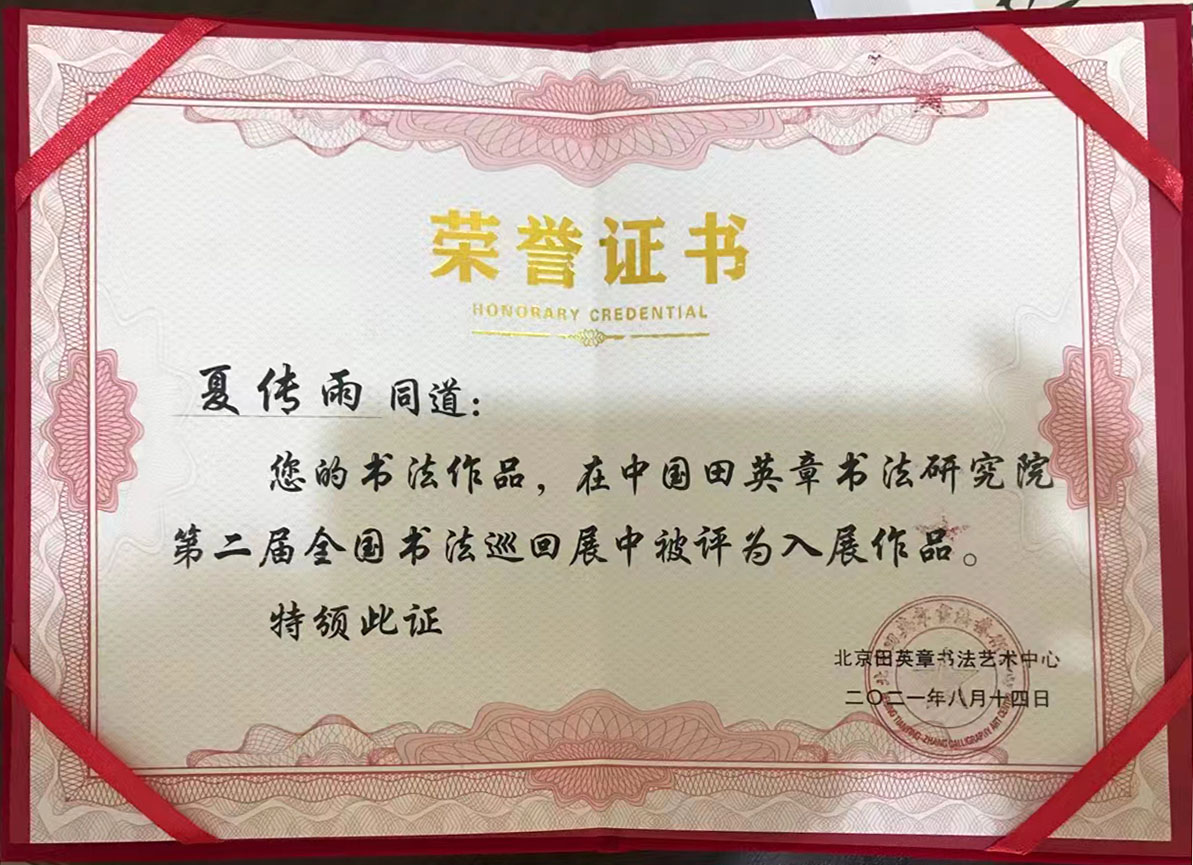 荣誉证书
HONORARY CREDENTIAL
夏传雨 同道：
您的书法作品，在中国田英章书法研究院
第二届全国书法巡回展中被评为入展作品。
特颁此证
北京田英章书法艺术中心
二〇二一年八月十四日